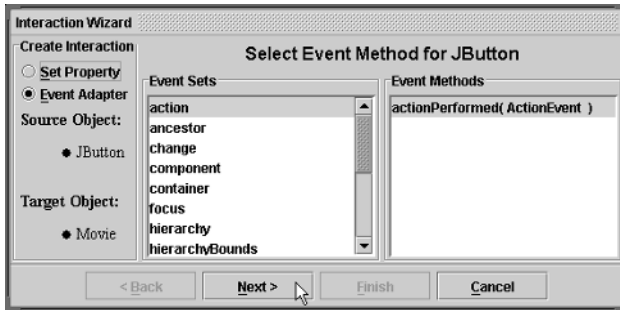 Interaction Wizard
Create Interaction
Set Property
Event Adapter
Source Object:
JButton
Target Object:
Movie
Select Event Method for JButton
Event Sets
action
ancestor
change
component
container
focus
hierarchy
hierarchyBounds
Event Methods
actionPerformed( ActionEvent )
< Back
Next >
Finish
Cancel